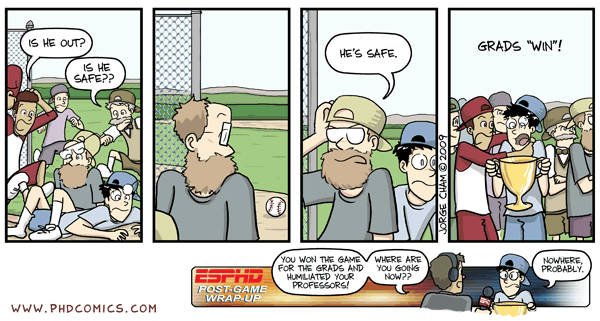 IS HE OUT?
IS HE
SAFE??
HE'S SAFE.
JORGE CHAM © 2009
GRADS "WIN"!
ESPHD
POST-GAME
WRAP-UP
YOU WON THE GAME
FOR THE GRADS AND
HUMILIATED YOUR
PROFESSORS!
WHERE ARE
YOU GOING
NOW??
NOWHERE,
PROBABLY.
WWW.PHDCOMICS.COM